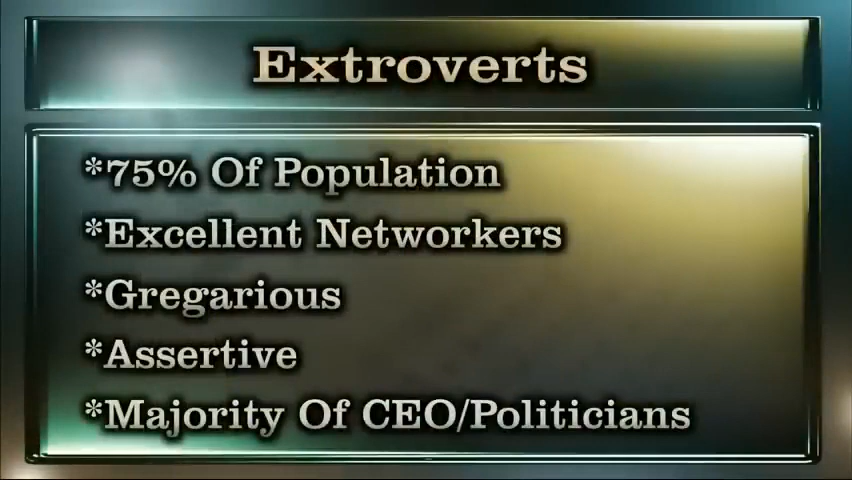 Extroverts
*75% Of Population
*Excellent Networkers
*Gregarious
*Assertive
*Majority Of CEO/Politicians